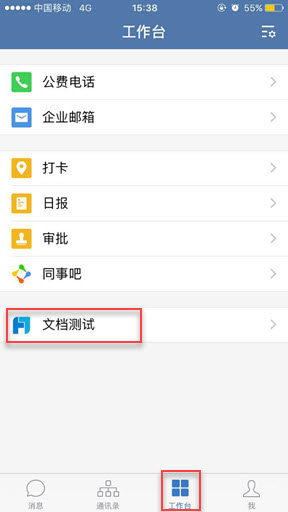 中国移动 4G 15:38 55%
工作台
公费电话
企业邮箱
打卡
日报
审批
同事吧
文档测试
消息 通讯录 工作台 我